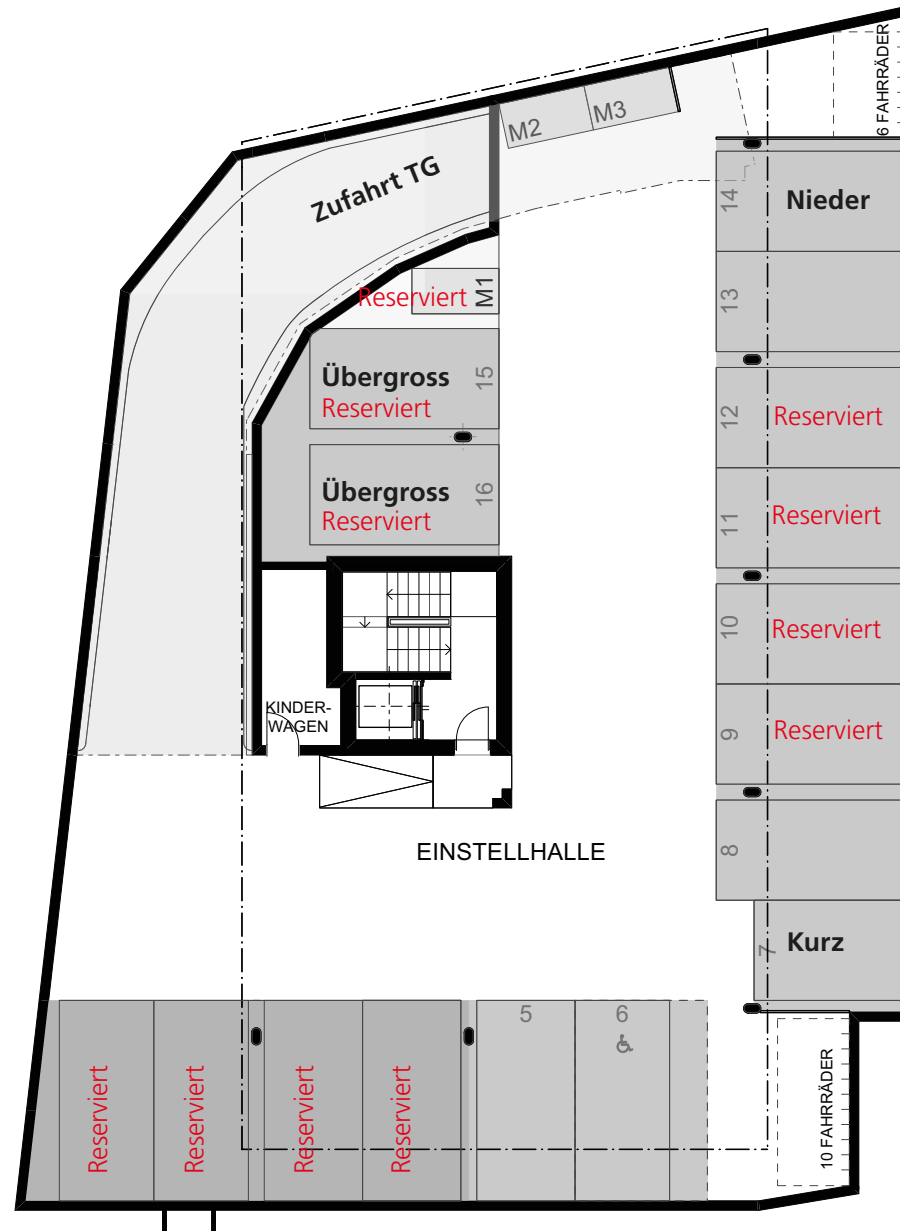 6 FAHRRÄDER
M2
M3
Zufahrt TG
14
Nieder
13
Reserviert
M1
Übergross
15
Reserviert
12
Reserviert
Übergross
16
Reserviert
11
Reserviert
10
Reserviert
9
Reserviert
KINDER-
WAGEN
8
EINSTELLHALLE
7
Kurz
5
6
Reserviert
Reserviert
Reserviert
Reserviert
10 FAHRRÄDER